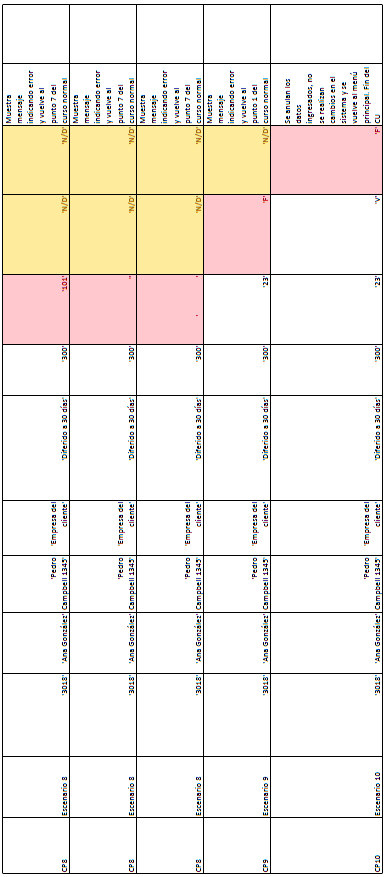 CP8
Escenario 8
'3018'
'Ana González'
'Pedro
Campbell 1345'
'Empresa del
cliente'
'Diferido a 30 días'
'300'
'101'
'N/D'
'N/D'
Muestra
mensaje
indicando error
y vuelve al
punto 7 del
curso normal
CP8
Escenario 8
'3018'
'Ana González'
'Pedro
Campbell 1345'
'Empresa del
cliente'
'Diferido a 30 días'
'300'
''
'N/D'
'N/D'
Muestra
mensaje
indicando error
y vuelve al
punto 7 del
curso normal
CP8
Escenario 8
'3018'
'Ana González'
'Pedro
Campbell 1345'
'Empresa del
cliente'
'Diferido a 30 días'
'300'
' '
'N/D'
'N/D'
Muestra
mensaje
indicando error
y vuelve al
punto 7 del
curso normal
CP9
Escenario 9
'3018'
'Ana González'
'Pedro
Campbell 1345'
'Empresa del
cliente'
'Diferido a 30 días'
'300'
'23'
'F'
'N/D'
Muestra
mensaje
indicando error
y vuelve al
punto 1 del
curso normal
CP10
Escenario 10
'3018'
'Ana González'
'Pedro
Campbell 1345'
'Empresa del
cliente'
'Diferido a 30 días'
'300'
'23'
'V'
'F'
Se anulan los
datos
ingresados, no
se realizan
cambios en el
sistema y se
vuelve al menú
principal. Fin del
CU